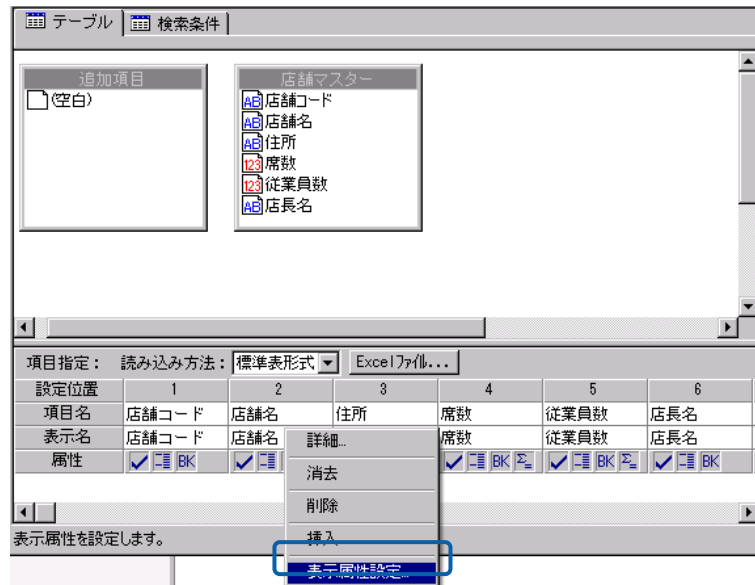 テーブル 検索条件
追加項目 店舗マスター
(空白) AB 店舗コード
AB 店舗名
AB 住所
123 席数
123 従業員数
AB 店長名
項目指定： 読み込み方法： 標準表形式 Excelファイル...
設定位置 1 2 3 4 5 6
項目名 店舗コード 店舗名 住所 席数 従業員数 店長名
表示名 店舗コード 店舗名 席数 従業員数 店長名
属性 BK BK Σ BK Σ BK
詳細...
消去
削除
挿入
表示属性設定...
表示属性を設定します。